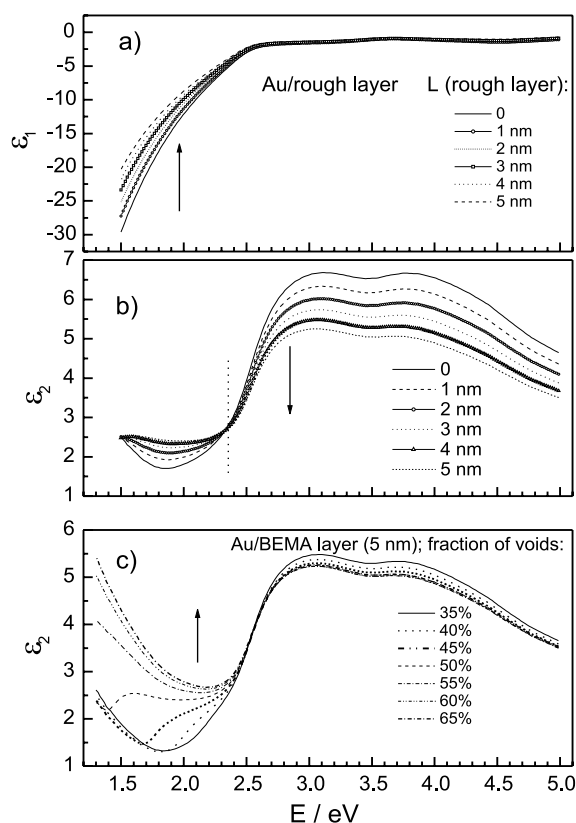 0
-5
-10
-15
-20
-25
-30
ε1
a)
Au/rough layer
L (rough layer):
0
1 nm
2 nm
3 nm
4 nm
5 nm
7
6
5
4
3
2
1
ε2
b)
0
1 nm
2 nm
3 nm
4 nm
5 nm
6
5
4
3
2
1
ε2
c)
Au/BEMA layer (5 nm); fraction of voids:
35%
40%
45%
50%
55%
60%
65%
1.5 2.0 2.5 3.0 3.5 4.0 4.5 5.0
E / eV